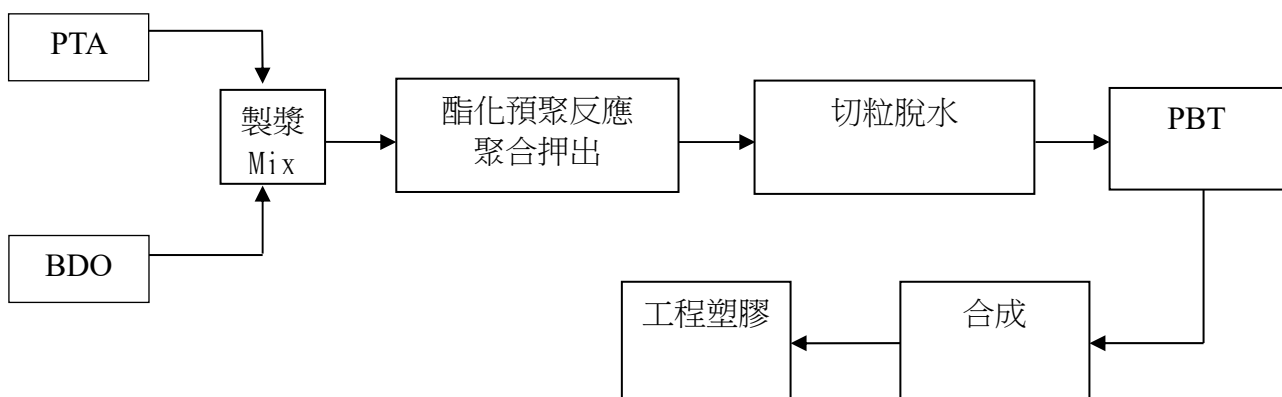 PTA
製漿
Mix
BDO
酯化預聚反應
聚合押出
切粒脫水
PBT
合成
工程塑膠